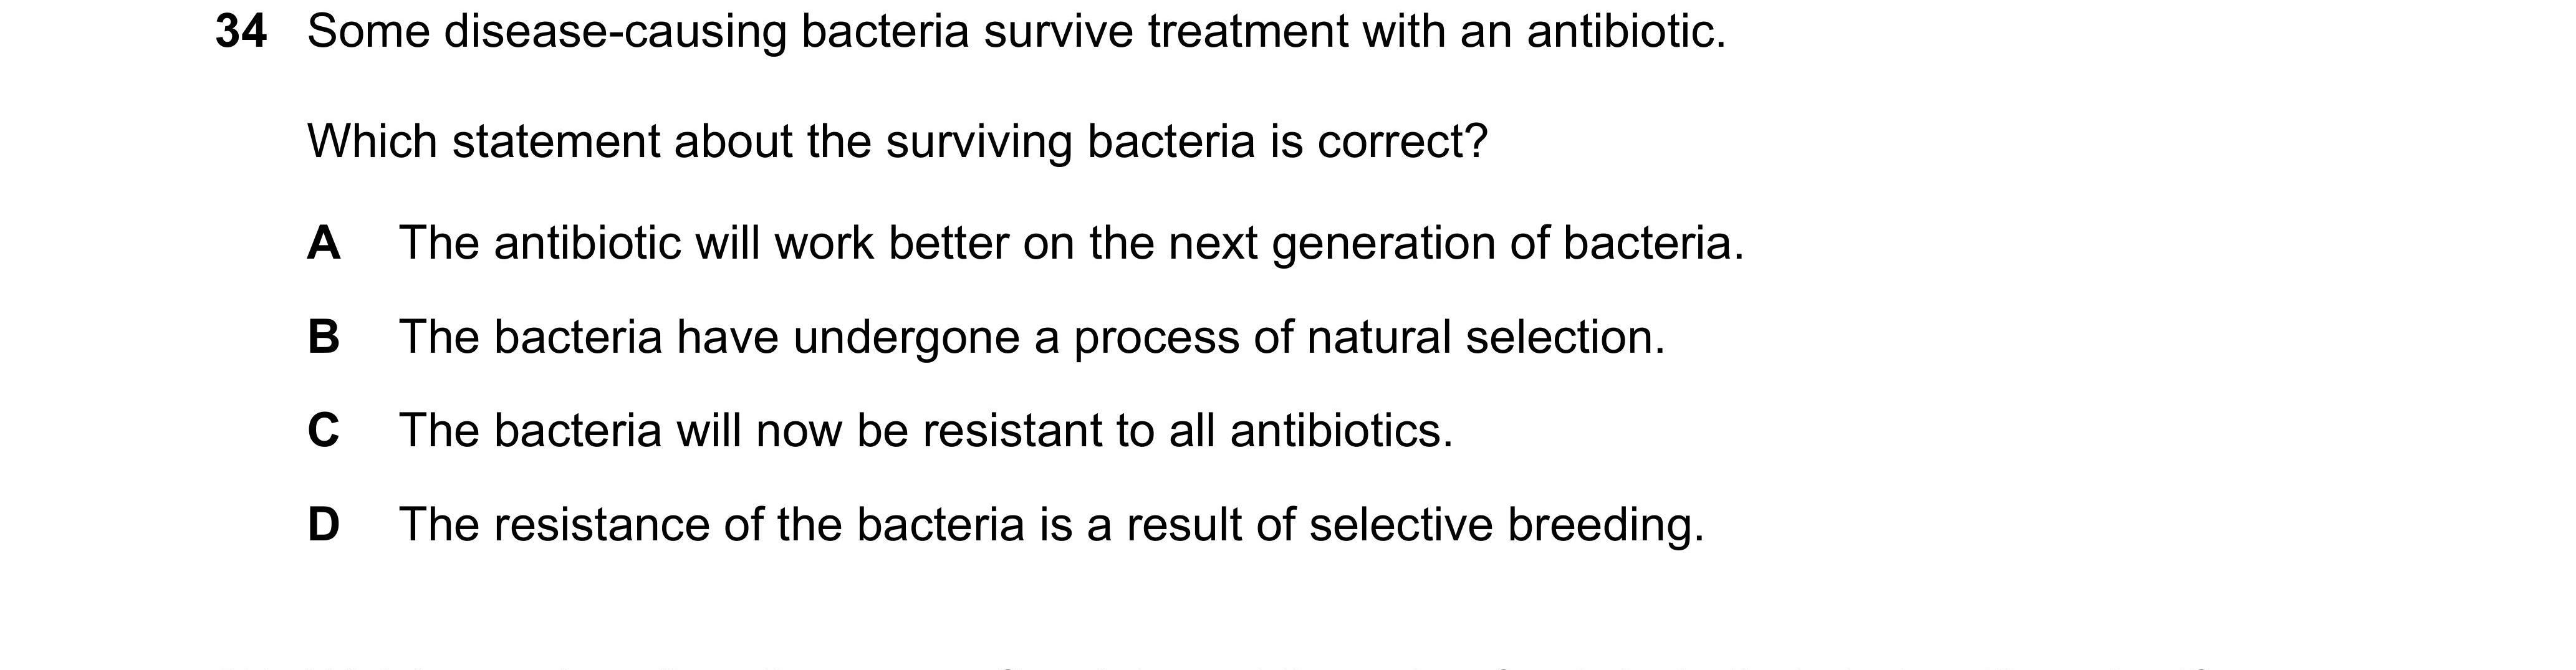 34 Some disease-causing bacteria survive treatment with an antibiotic.
Which statement about the surviving bacteria is correct?
A The antibiotic will work better on the next generation of bacteria.
B The bacteria have undergone a process of natural selection.
C The bacteria will now be resistant to all antibiotics.
D The resistance of the bacteria is a result of selective breeding.